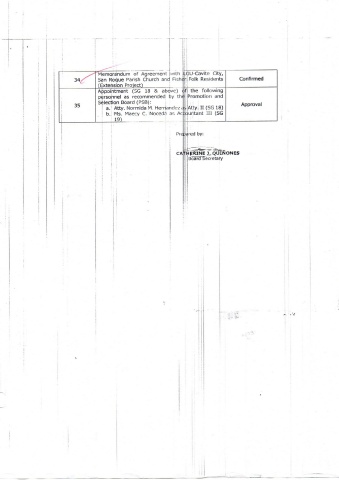 34
Memorandum of Agreement with LGU-Cavite City,
San Roque Parish Church and Fisher Folk Residents
(Extension Project)
Confirmed
35
Appointment (SG 18 & above) of the following
personnel as recommended by the Promotion and
Selection Board (PSB):
a. Atty. Normida M. Hernandez as Atty. II (SG 18)
b. Ms. Maecy C. Nocedo as Accountant III (SG
19)
Approval
Prepared by:
CATHERINE J. QUIÑONES
Board Secretary